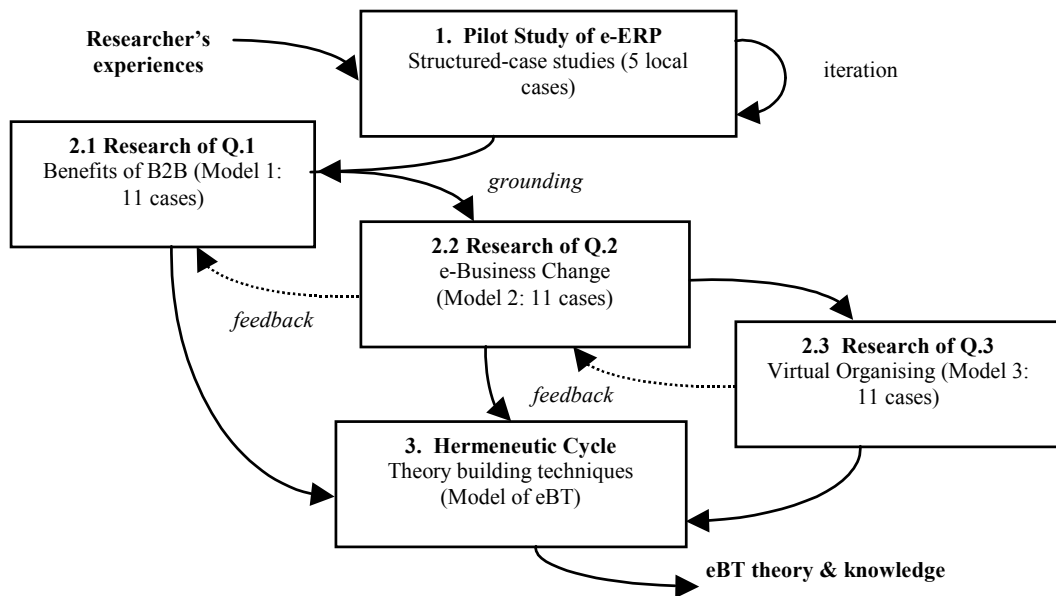 Researcher's
experiences
1. Pilot Study of e-ERP
Structured-case studies (5 local
cases)
iteration
2.1 Research of Q.1
Benefits of B2B (Model 1:
11 cases)
grounding
2.2 Research of Q.2
e-Business Change
(Model 2: 11 cases)
feedback
2.3 Research of Q.3
Virtual Organising (Model 3:
11 cases)
feedback
3. Hermeneutic Cycle
Theory building techniques
(Model of eBT)
eBT theory & knowledge